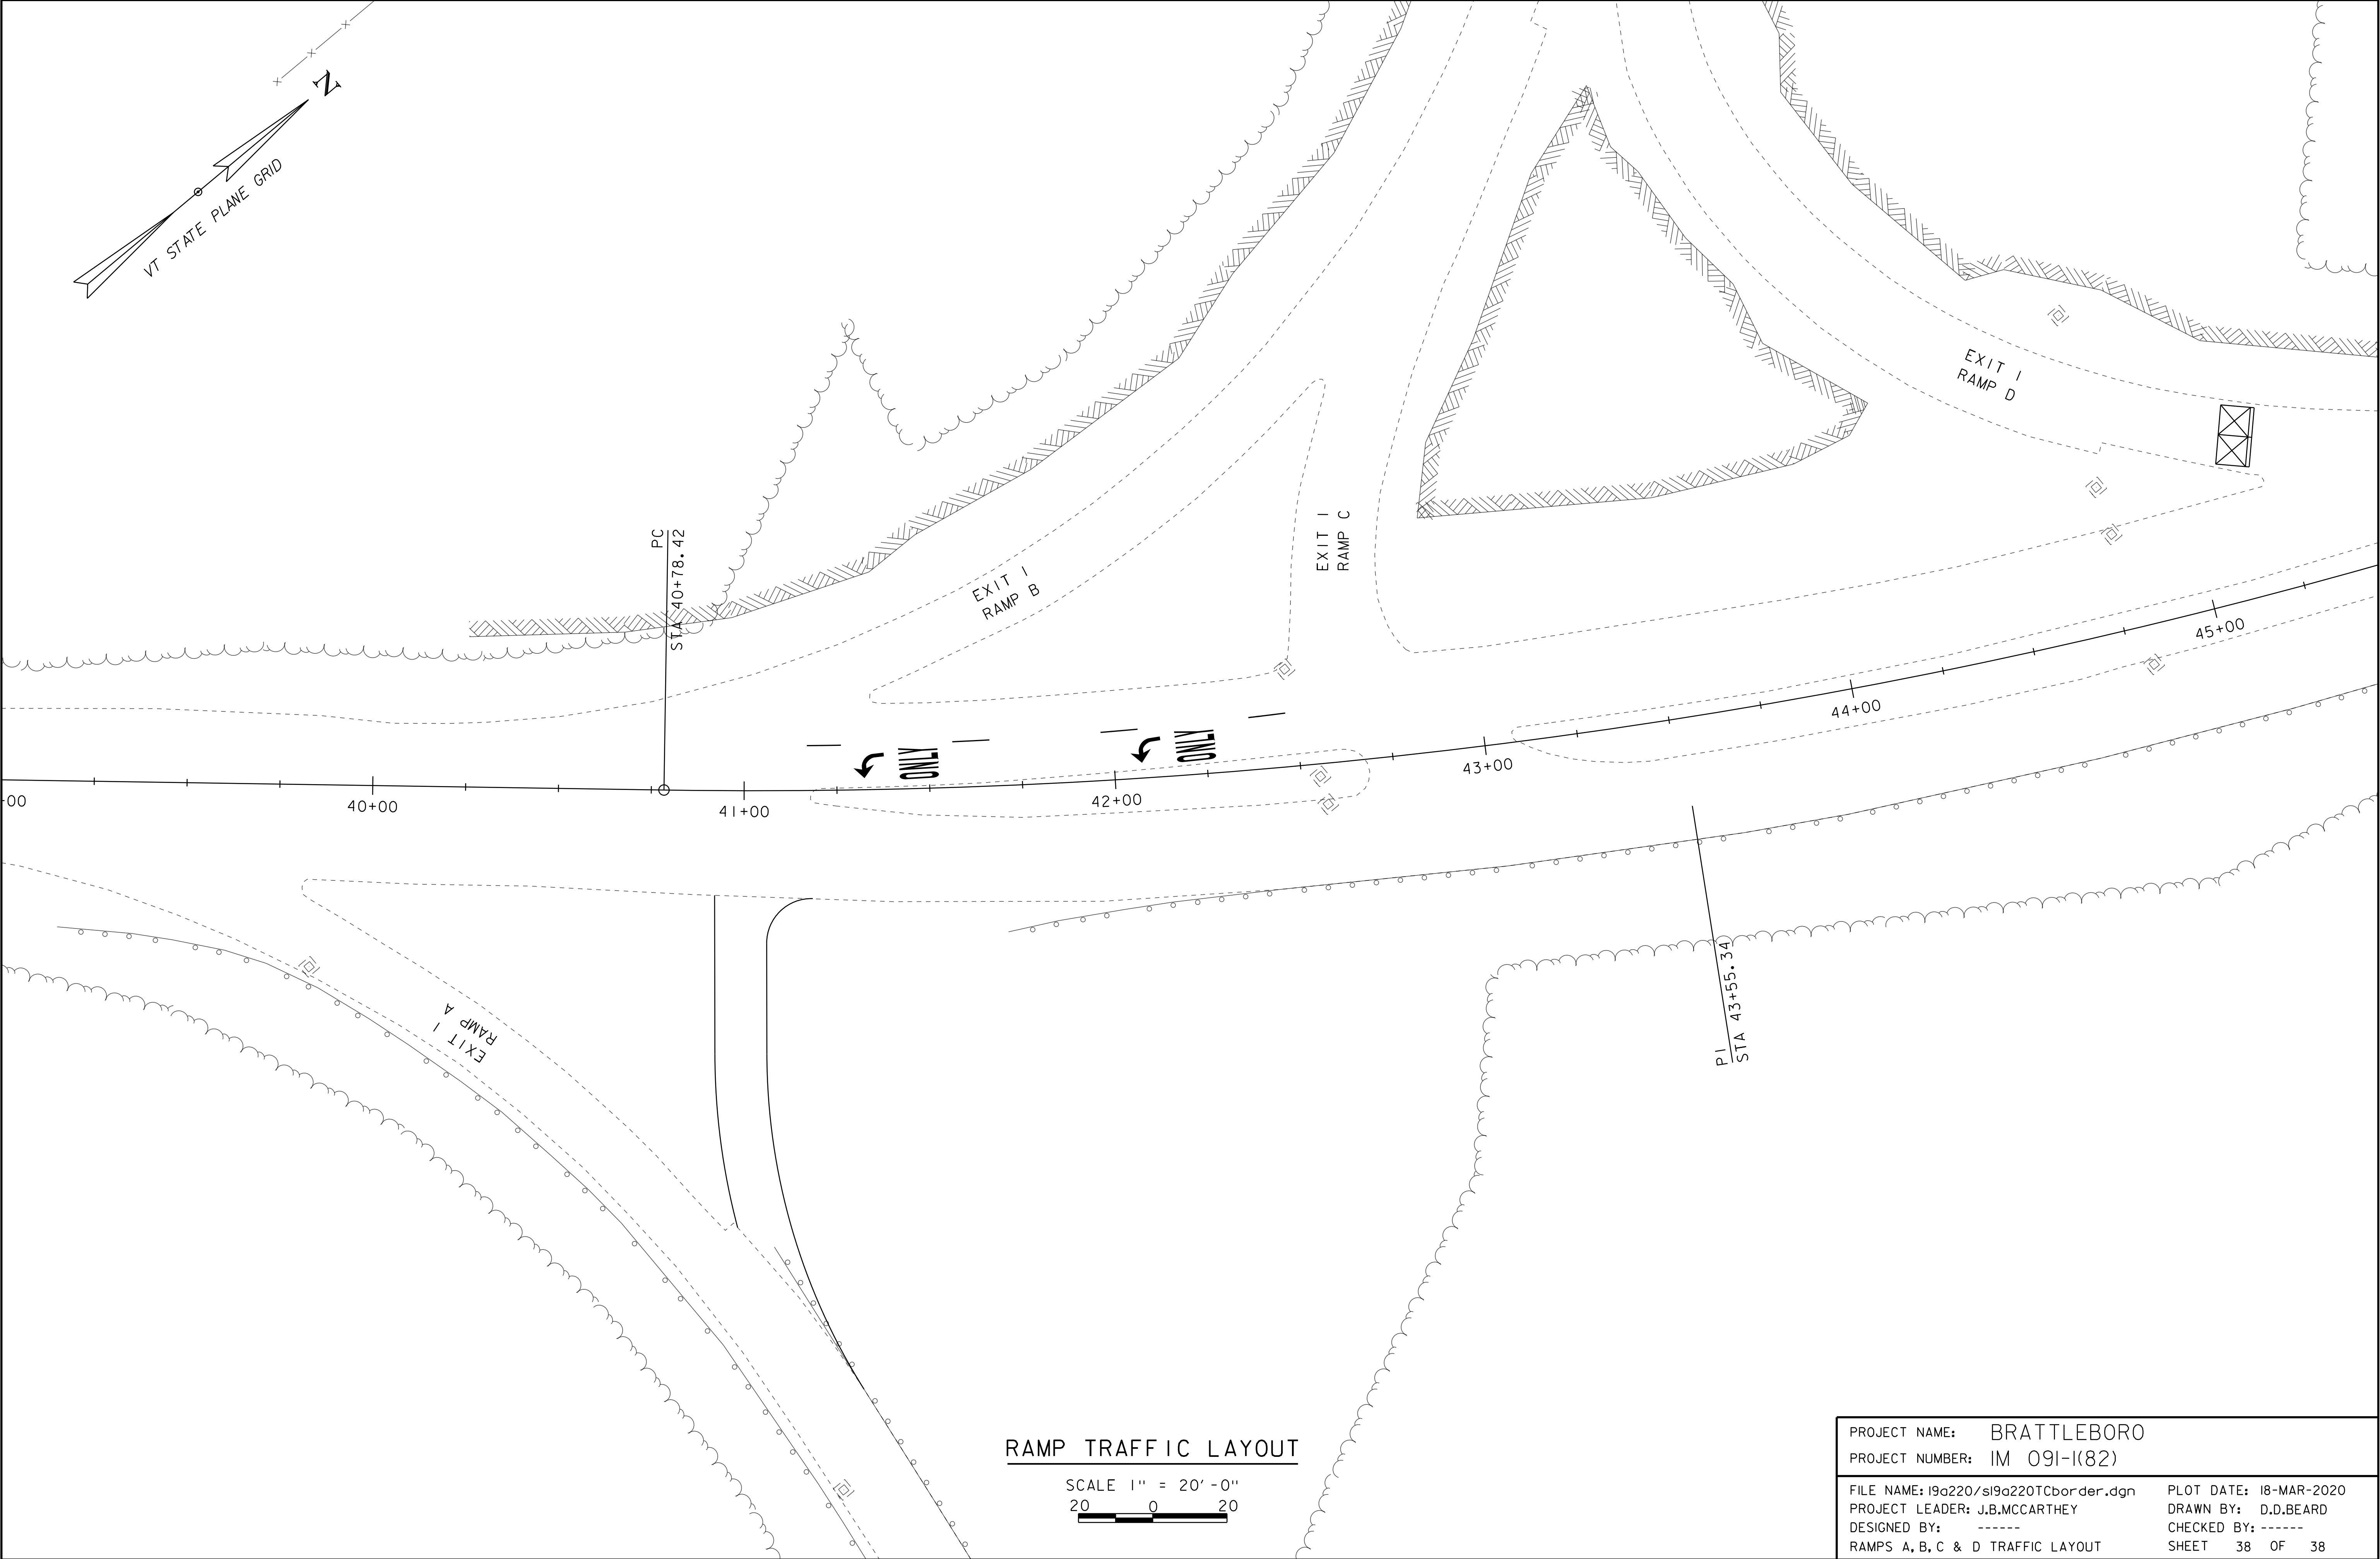 N
VT STATE PLANE GRID
EXIT 1
RAMP D
PC
STA 40+78.42
EXIT 1
RAMP C
EXIT 1
RAMP B
45+00
44+00
43+00
ONLY
ONLY
-00
40+00
41+00
42+00
EXIT 1
RAMP A
PI
STA 43+55.34
RAMP TRAFFIC LAYOUT
SCALE 1" = 20'-0"
20 0 20
PROJECT NAME: BRATTLEBORO
PROJECT NUMBER: IM 091-1(82)
FILE NAME: 19a220/s19a220TCborder.dgn PLOT DATE: 18-MAR-2020
PROJECT LEADER: J.B.MCCARTHEY DRAWN BY: D.D.BEARD
DESIGNED BY: ------ CHECKED BY: ------
RAMPS A, B, C & D TRAFFIC LAYOUT SHEET 38 OF 38